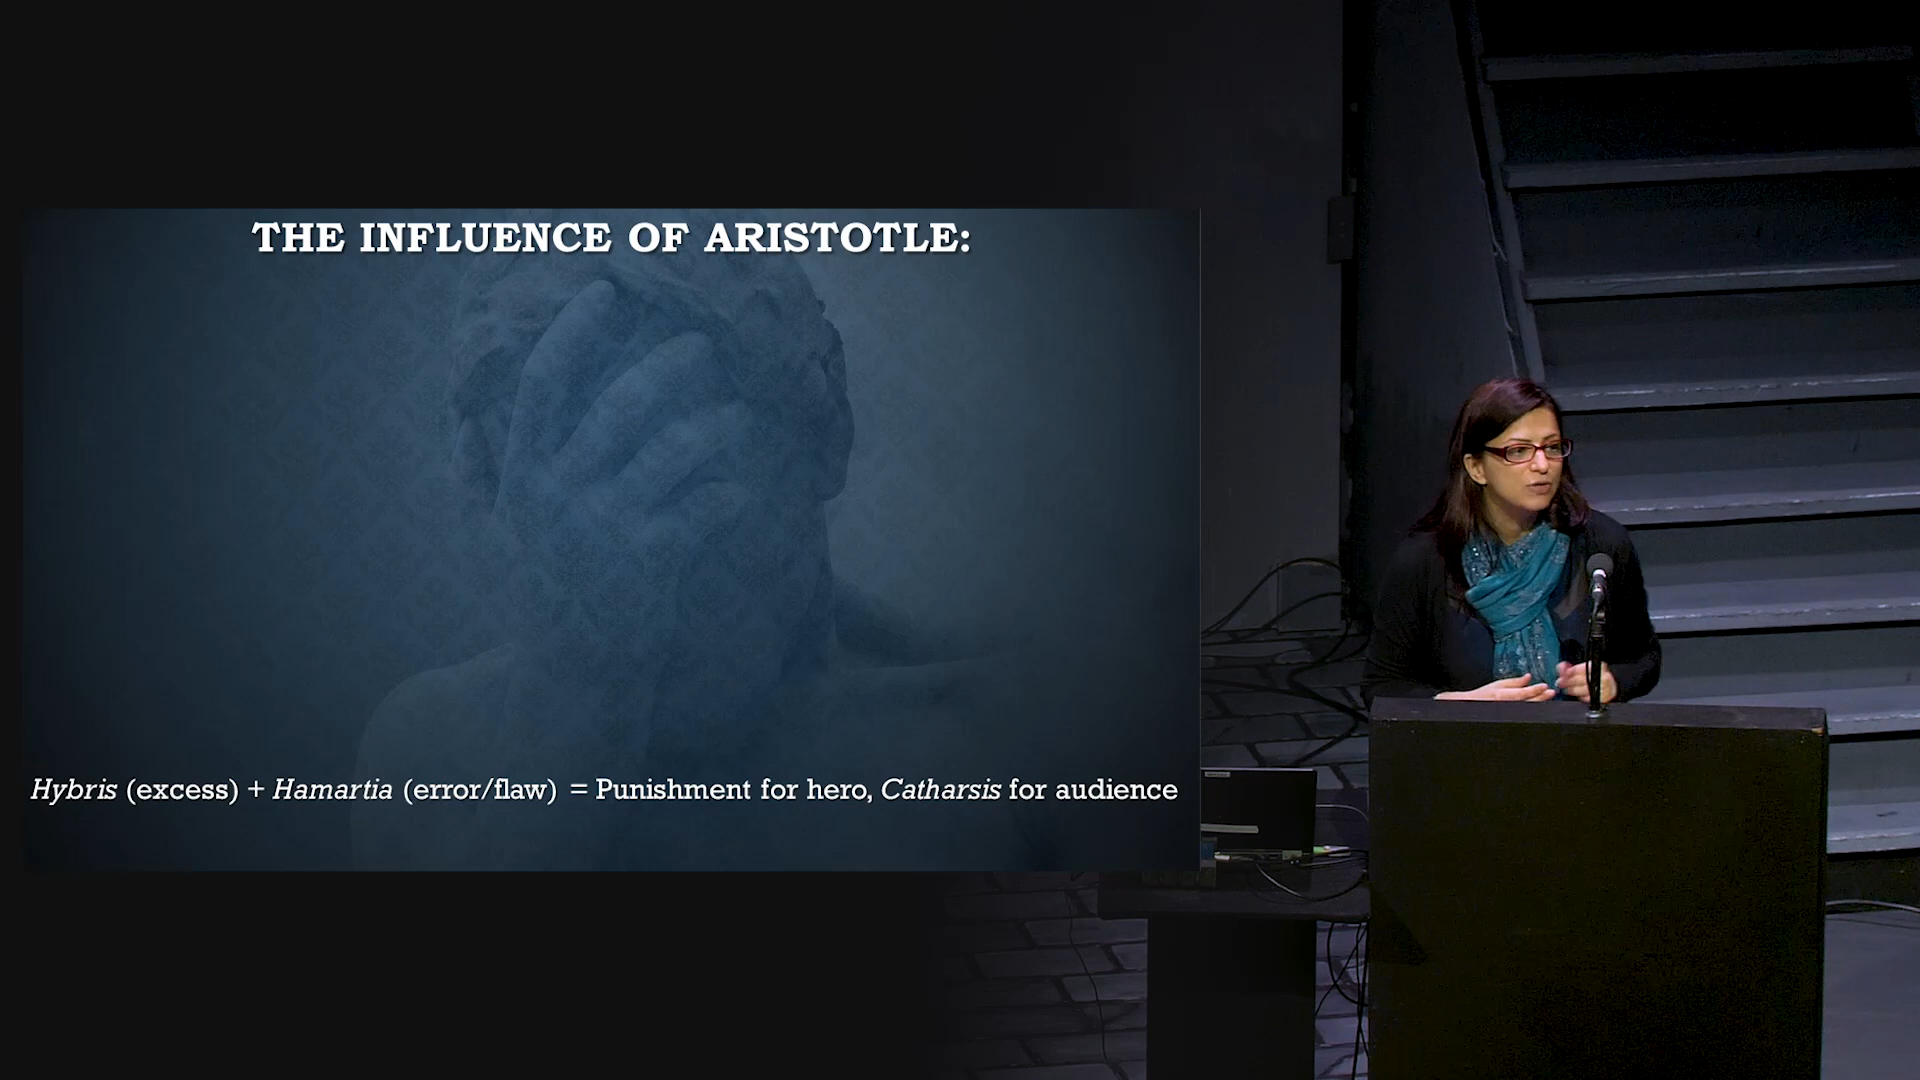 THE INFLUENCE OF ARISTOTLE:
Hybris (excess) + Hamartia (error/flaw) = Punishment for hero, Catharsis for audience